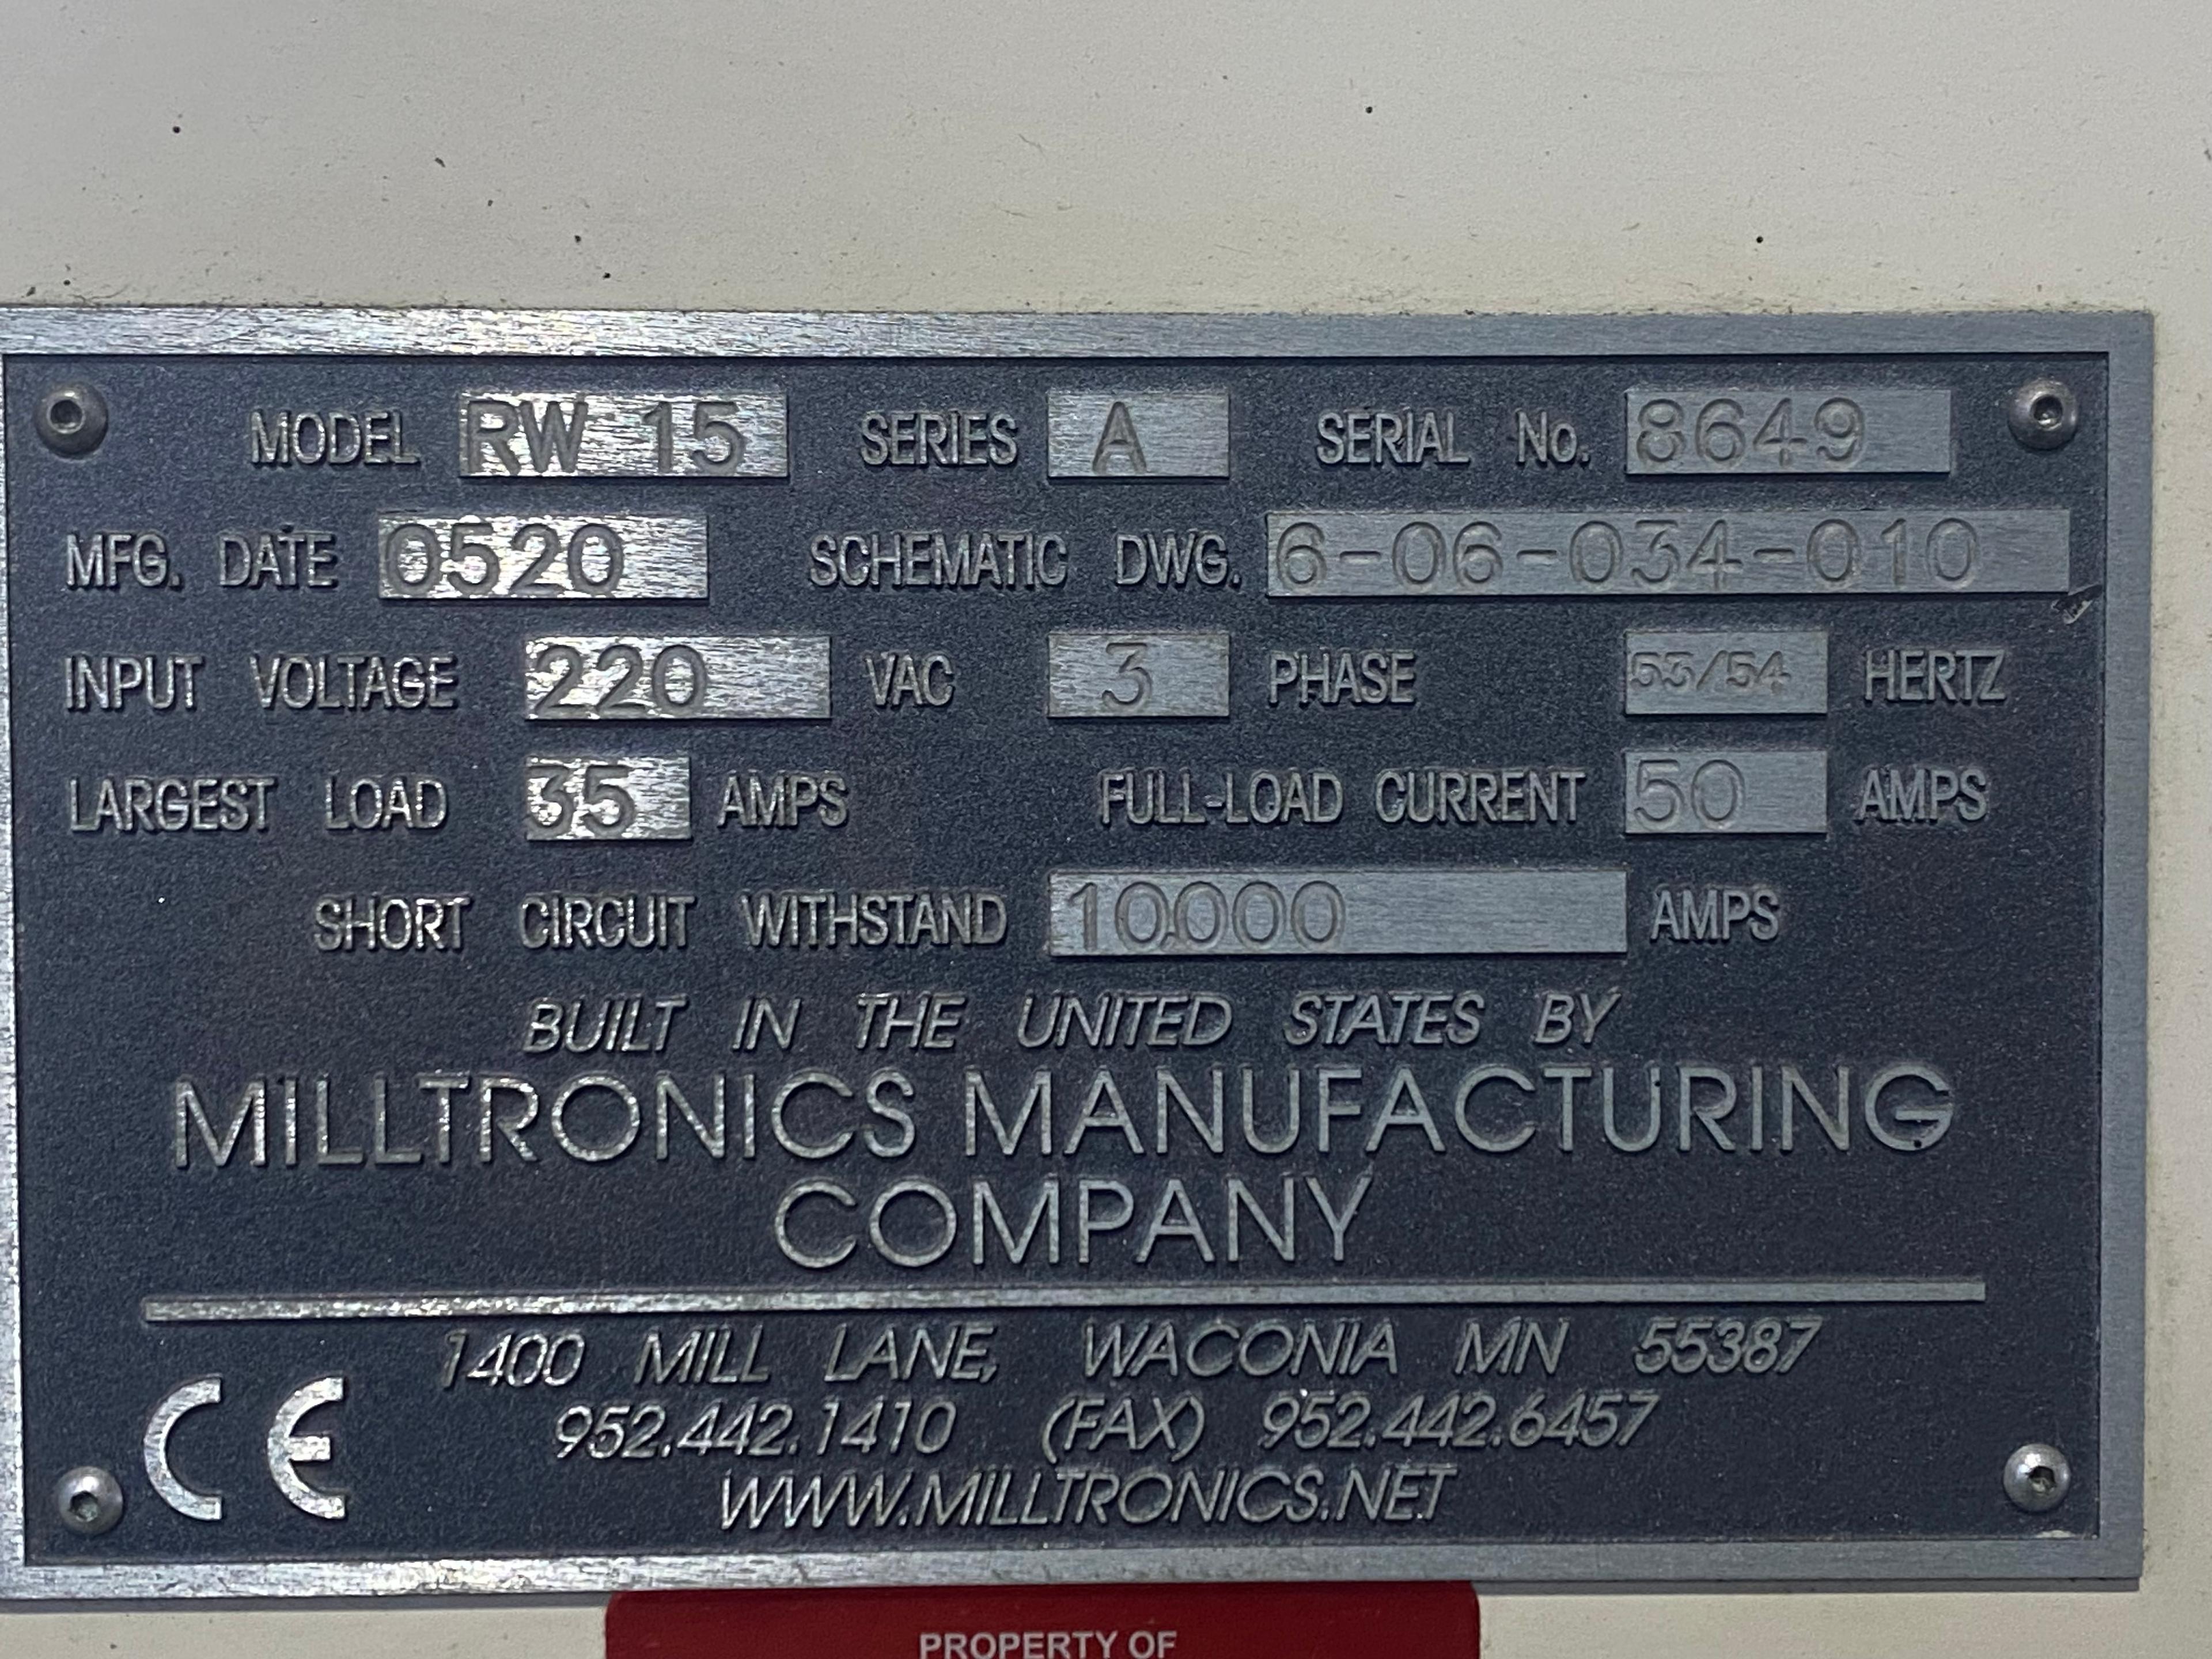 MODEL RW 15 SERIES A SERIAL No. 8649
MFG. DATE 0520 SCHEMATIC DWG. 6-06-034-010
INPUT VOLTAGE 220 VAC 3 PHASE 53/54 HERTZ
LARGEST LOAD 35 AMPS FULL-LOAD CURRENT 50 AMPS
SHORT CIRCUIT WITHSTAND 10000 AMPS
BUILT IN THE UNITED STATES BY
MILLTRONICS MANUFACTURING
COMPANY
1400 MILL LANE, WACONIA MN 55387
952.442.1410 (FAX) 952.442.6457
WWW.MILLTRONICS.NET
CE
PROPERTY OF